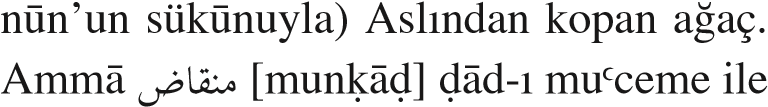 nūn’un sükūnuyla) Aslından kopan ağaç.
Ammā منقاض [munḳāḍ] ḍād-ı muʿceme ile